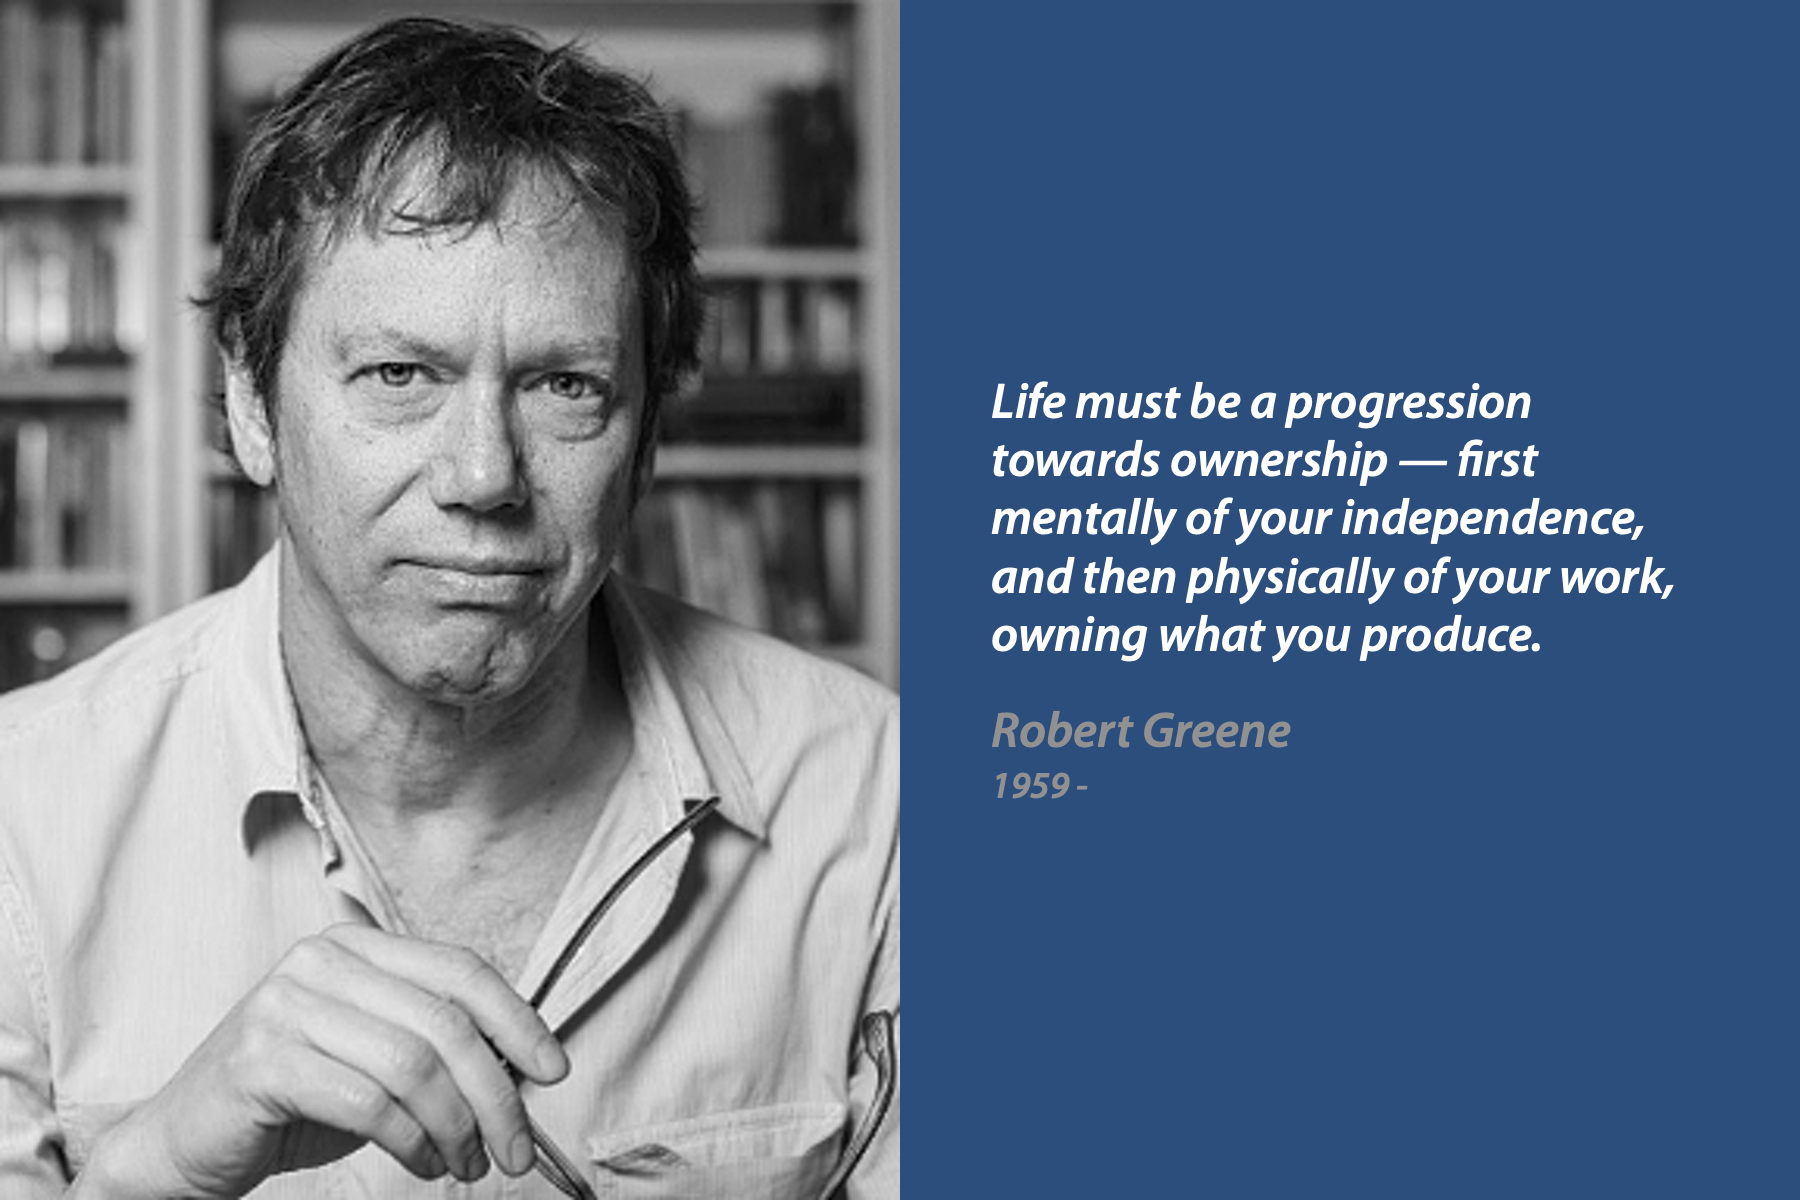 Life must be a progression
towards ownership — first
mentally of your independence,
and then physically of your work,
owning what you produce.
Robert Greene
1959 -